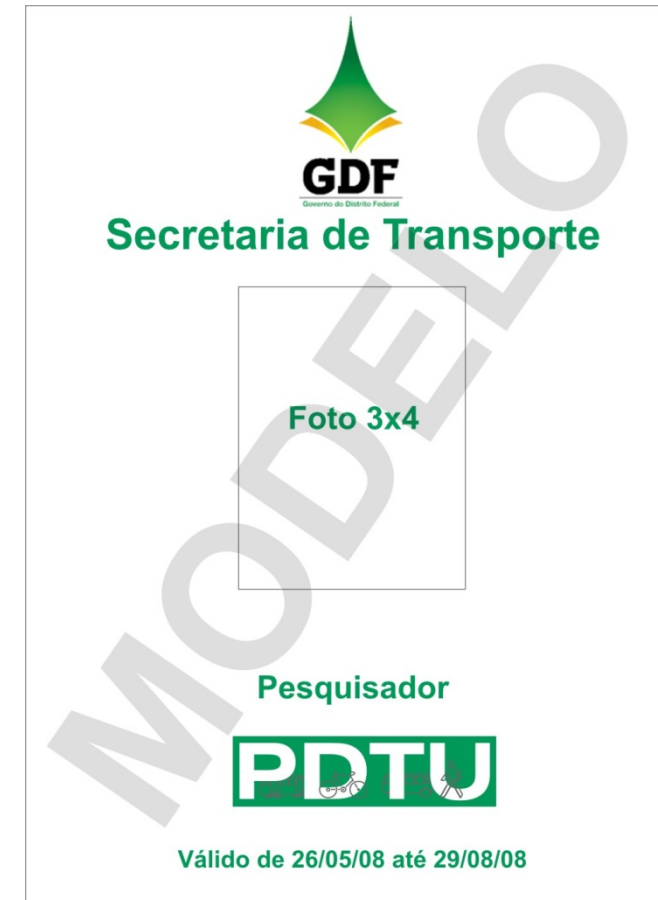 GDF
Governo do Distrito Federal
Secretaria de Transporte
MODELO
Foto 3x4
Pesquisador
PDTU
Válido de 26/05/08 até 29/08/08